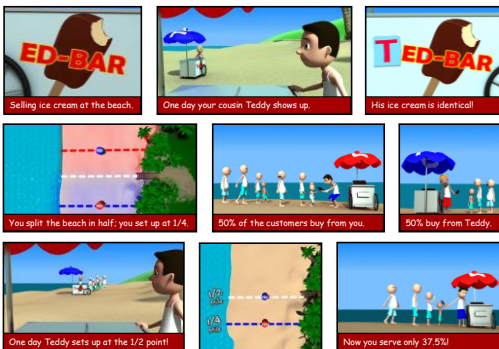 ED-BAR
Selling ice cream at the beach.
One day your cousin Teddy shows up.
TED-BAR
His ice cream is identical!
You split the beach in half; you set up at 1/4.
50% of the customers buy from you.
50% buy from Teddy.
One day Teddy sets up at the 1/2 point!
1/2
1/4
Now you serve only 37.5%!